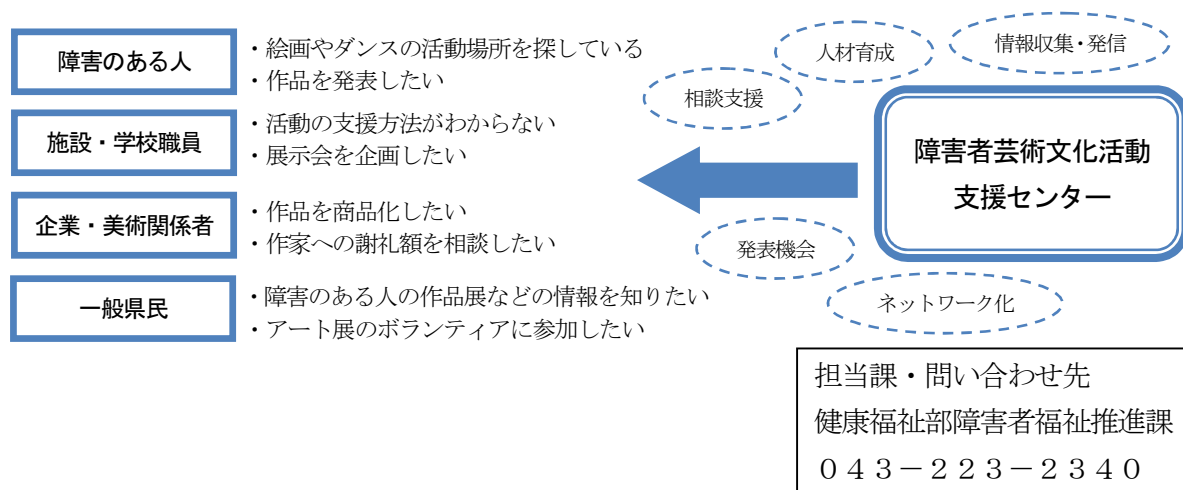 障害のある人
・絵画やダンスの活動場所を探している
・作品を発表したい
施設・学校職員
・活動の支援方法がわからない
・展示会を企画したい
企業・美術関係者
・作品を商品化したい
・作家への謝礼額を相談したい
一般県民
・障害のある人の作品展などの情報を知りたい
・アート展のボランティアに参加したい
相談支援
人材育成
情報収集・発信
障害者芸術文化活動
支援センター
発表機会
ネットワーク化
担当課・問い合わせ先
健康福祉部障害者福祉推進課
０４３－２２３－２３４０